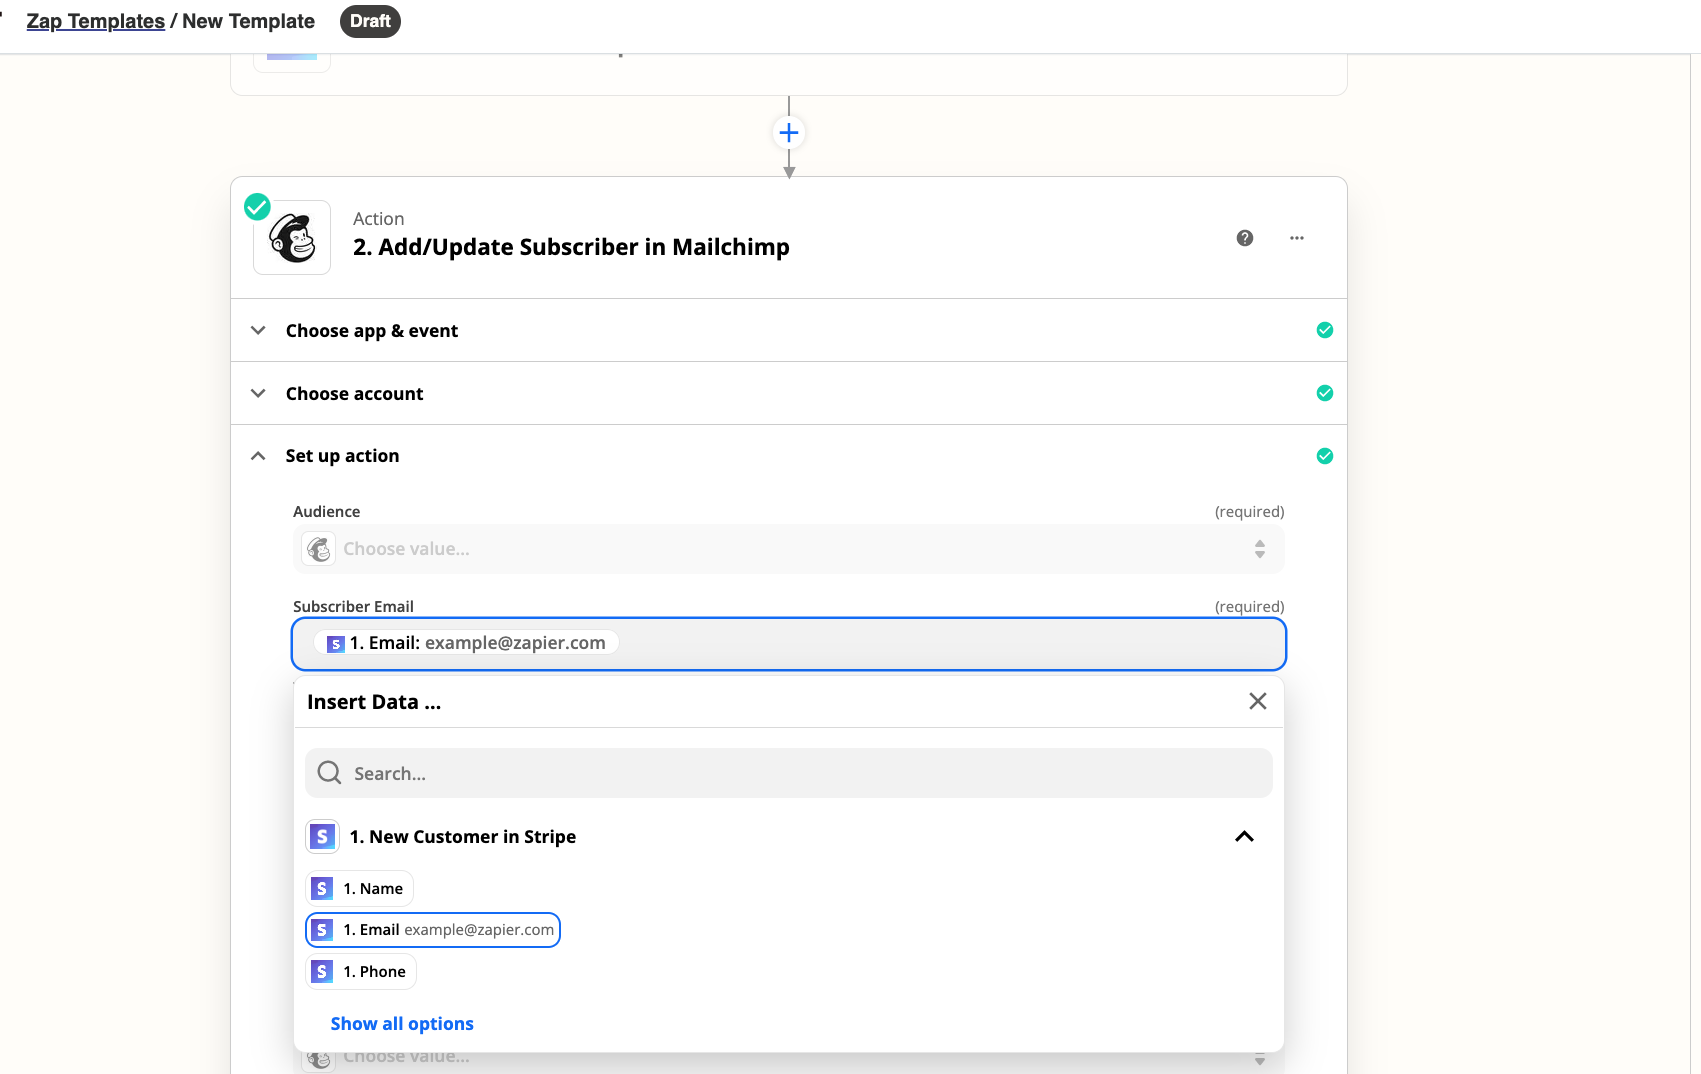 Zap Templates / New Template Draft
Action
2. Add/Update Subscriber in Mailchimp
Choose app & event
Choose account
Set up action
Audience (required)
Choose value...
Subscriber Email (required)
S 1. Email: example@zapier.com
Insert Data ...
Search...
S 1. New Customer in Stripe
S 1. Name
S 1. Email example@zapier.com
S 1. Phone
Show all options
Choose value...